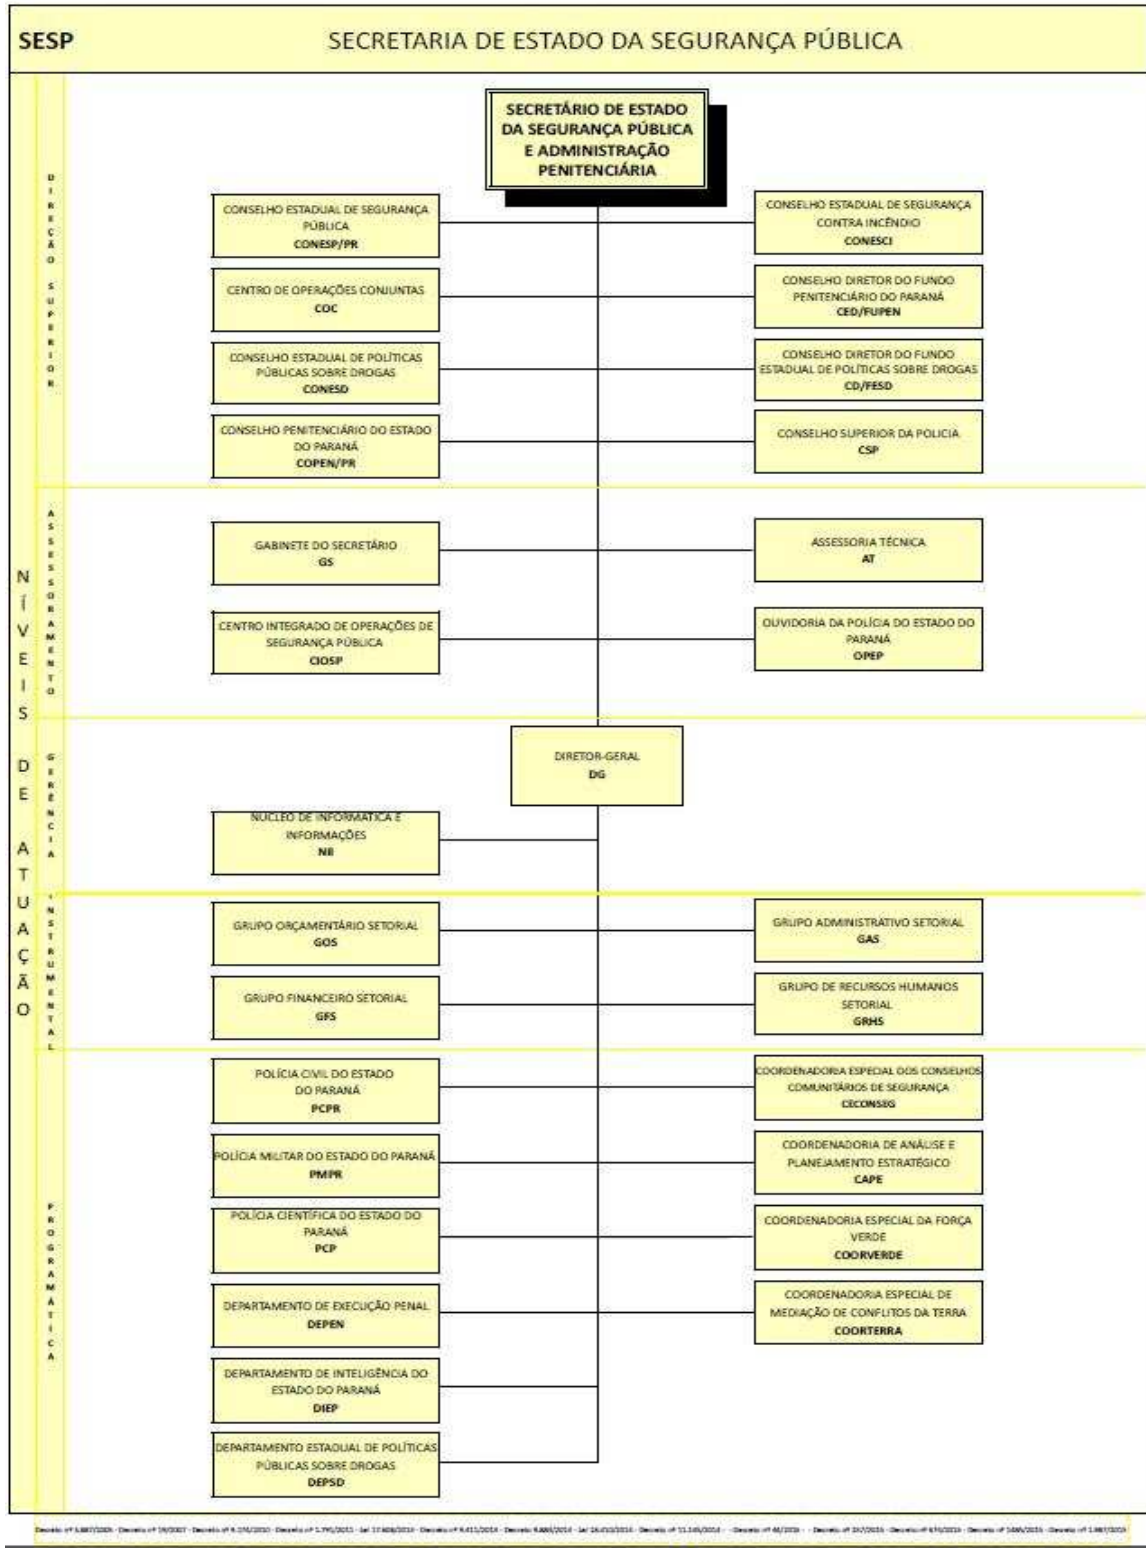 SESP
SECRETARIA DE ESTADO DA SEGURANÇA PÚBLICA
SECRETÁRIO DE ESTADO
DA SEGURANÇA PÚBLICA
E ADMINISTRAÇÃO
PENITENCIÁRIA
NÍVEIS DE ATUAÇÃO
DIREÇÃO SUPERIOR
CONSELHO ESTADUAL DE SEGURANÇA
PÚBLICA
CONESP/PR
CONSELHO ESTADUAL DE SEGURANÇA
CONTRA INCÊNDIO
CONESCI
CENTRO DE OPERAÇÕES CONJUNTAS
COC
CONSELHO DIRETOR DO FUNDO
PENITENCIÁRIO DO PARANÁ
CED/FUPEN
CONSELHO ESTADUAL DE POLÍTICAS
PÚBLICAS SOBRE DROGAS
CONESD
CONSELHO DIRETOR DO FUNDO
ESTADUAL DE POLÍTICAS SOBRE DROGAS
CD/FESD
CONSELHO PENITENCIÁRIO DO ESTADO
DO PARANÁ
COPEN/PR
CONSELHO SUPERIOR DA POLICIA
CSP
ASSESSORAMENTO
GABINETE DO SECRETÁRIO
GS
ASSESSORIA TÉCNICA
AT
CENTRO INTEGRADO DE OPERAÇÕES DE
SEGURANÇA PÚBLICA
CIOSP
OUVIDORIA DA POLÍCIA DO ESTADO DO
PARANÁ
OPEP
GERÊNCIA
DIRETOR-GERAL
DG
NÚCLEO DE INFORMÁTICA E
INFORMAÇÕES
NII
INSTRUMENTAL
GRUPO ORÇAMENTÁRIO SETORIAL
GOS
GRUPO ADMINISTRATIVO SETORIAL
GAS
GRUPO FINANCEIRO SETORIAL
GFS
GRUPO DE RECURSOS HUMANOS
SETORIAL
GRHS
PROGRAMÁTICA
POLÍCIA CIVIL DO ESTADO
DO PARANÁ
PCPR
COORDENADORIA ESPECIAL DOS CONSELHOS
COMUNITÁRIOS DE SEGURANÇA
CECONSEG
POLÍCIA MILITAR DO ESTADO DO PARANÁ
PMPR
COORDENADORIA DE ANÁLISE E
PLANEJAMENTO ESTRATÉGICO
CAPE
POLÍCIA CIENTÍFICA DO ESTADO DO
PARANÁ
PCP
COORDENADORIA ESPECIAL DA FORÇA
VERDE
COORVERDE
DEPARTAMENTO DE EXECUÇÃO PENAL
DEPEN
COORDENADORIA ESPECIAL DE
MEDIAÇÃO DE CONFLITOS DA TERRA
COORTERRA
DEPARTAMENTO DE INTELIGÊNCIA DO
ESTADO DO PARANÁ
DIEP
DEPARTAMENTO ESTADUAL DE POLÍTICAS
PÚBLICAS SOBRE DROGAS
DEPSD